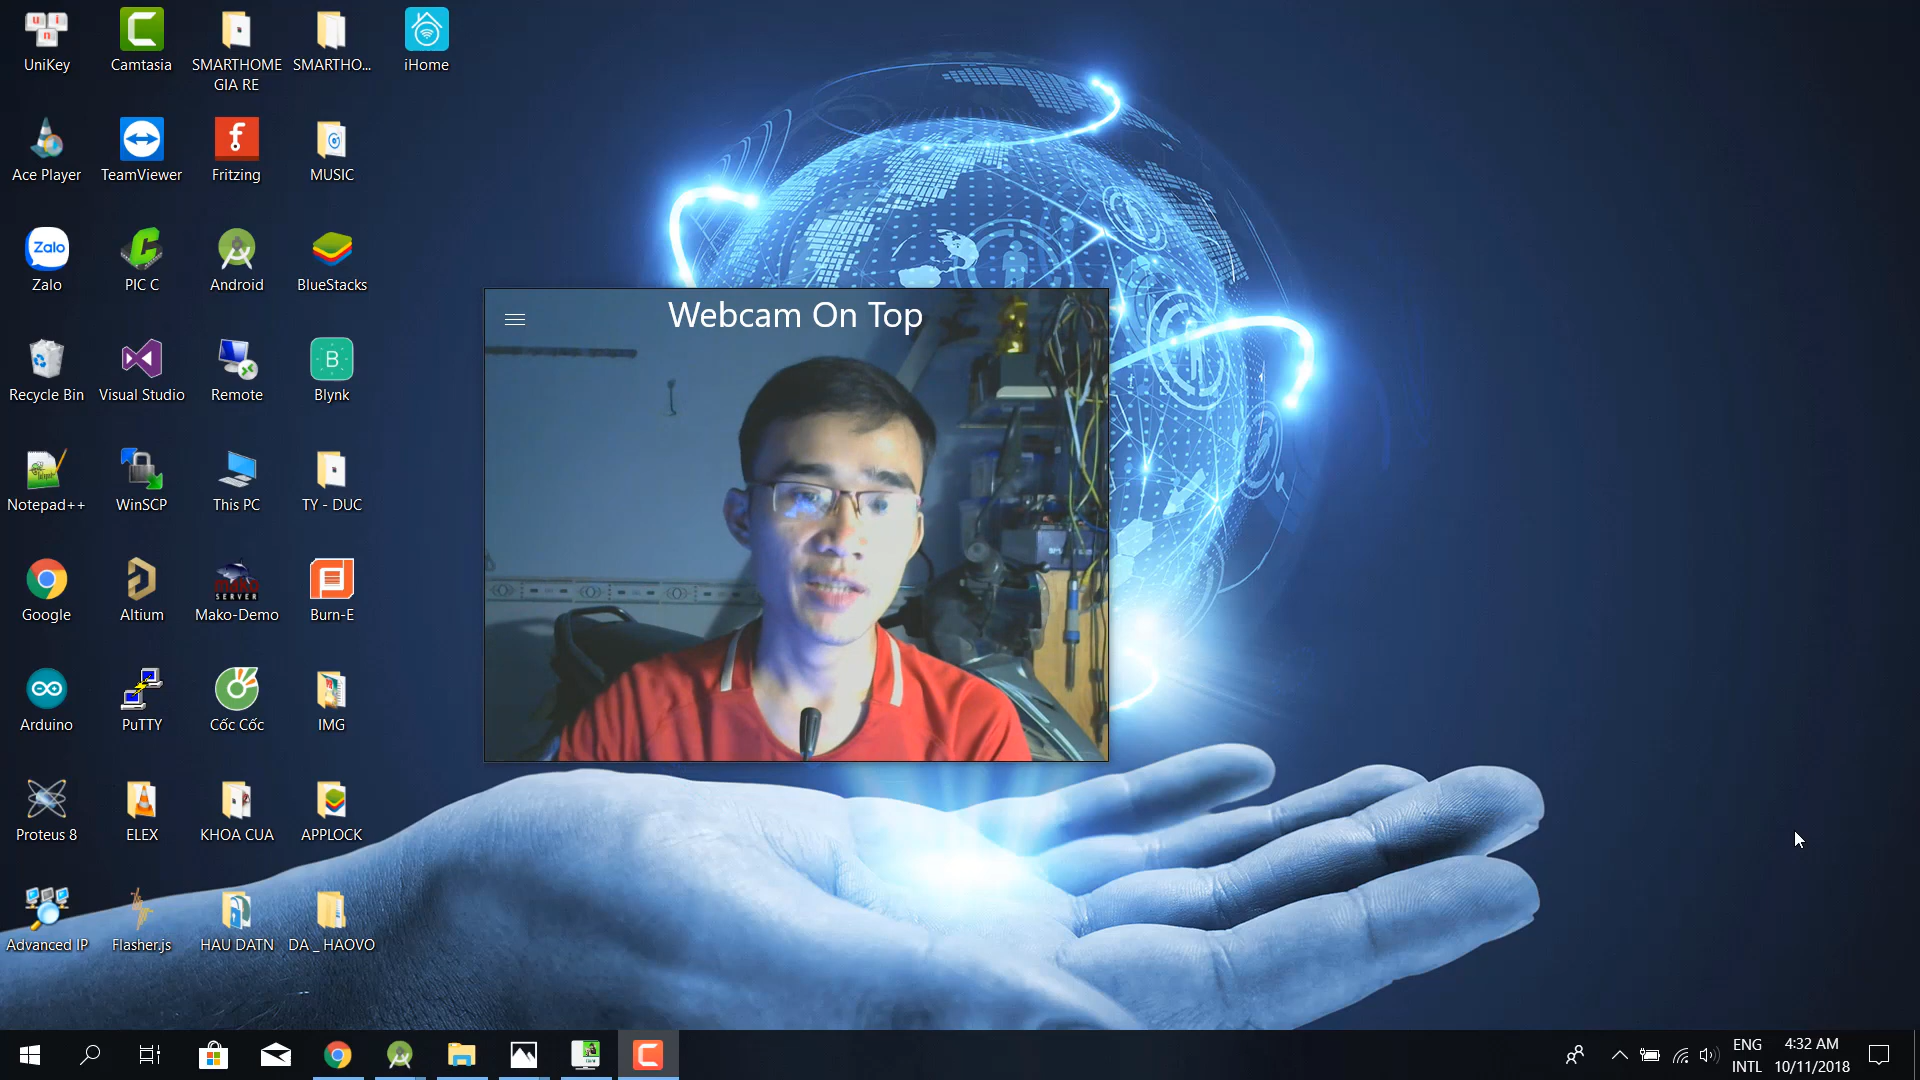 UniKey
Camtasia
SMARTHOME
GIA RE
SMARTHO...
iHome
Ace Player
TeamViewer
Fritzing
MUSIC
Zalo
Zalo
PIC C
Android
BlueStacks
Recycle Bin
Visual Studio
Remote
Blynk
Notepad++
WinSCP
This PC
TY - DUC
Google
Altium
mako
SERVER
Mako-Demo
Burn-E
Arduino
PuTTY
Cốc Cốc
IMG
Proteus 8
ELEX
KHOA CUA
APPLOCK
Advanced IP
Flasher.js
HAU DATN
DA _ HAOVO
Webcam On Top
ENG
INTL
4:32 AM
10/11/2018